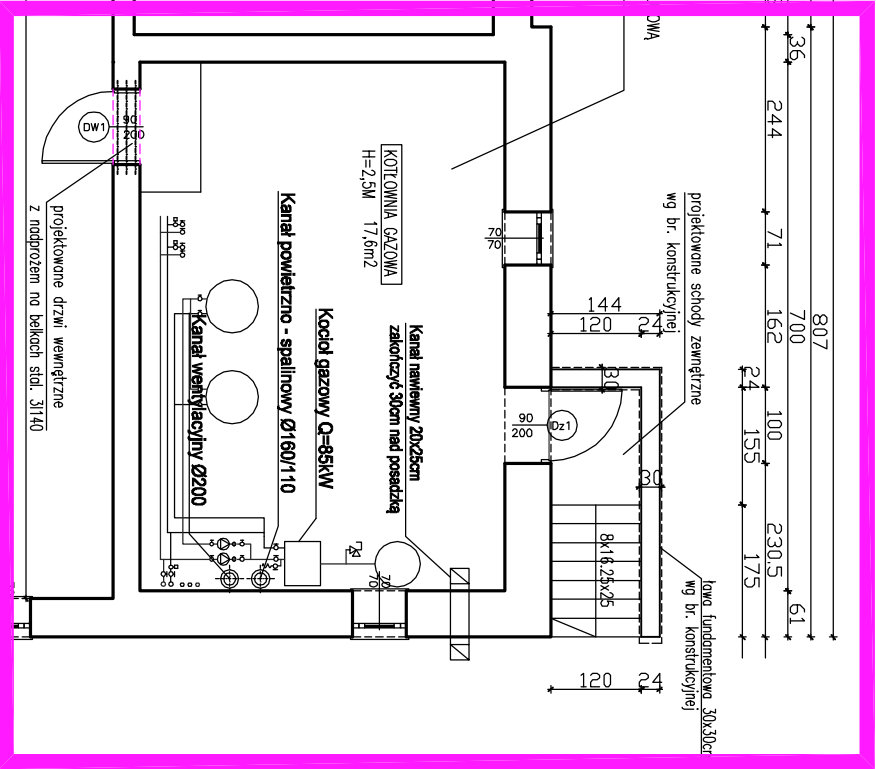 OWĄ
KOTŁOWNIA GAZOWA
H=2,5M 17,6m2
Kanał powietrzno - spalinowy Ø160/110
Kocioł gazowy Q=85kW
Kanał nawiewny 20x25cm
zakończyć 30cm nad posadzką
Kanał wentylacyjny Ø200
projektowane drzwi wewnętrzne
z nadprożem na belkach stal. 31140
projektowane schody zewnętrzne
wg br. konstrukcyjnej
ława fundamentowa 30x30cm
wg br. konstrukcyjnej
8x16.25x25
DW1
90
200
Dz1
90
200
70
70
70
70
144
120
24
30
30
120
24
36
244
71
162
100
230.5
61
24
155
175
700
807